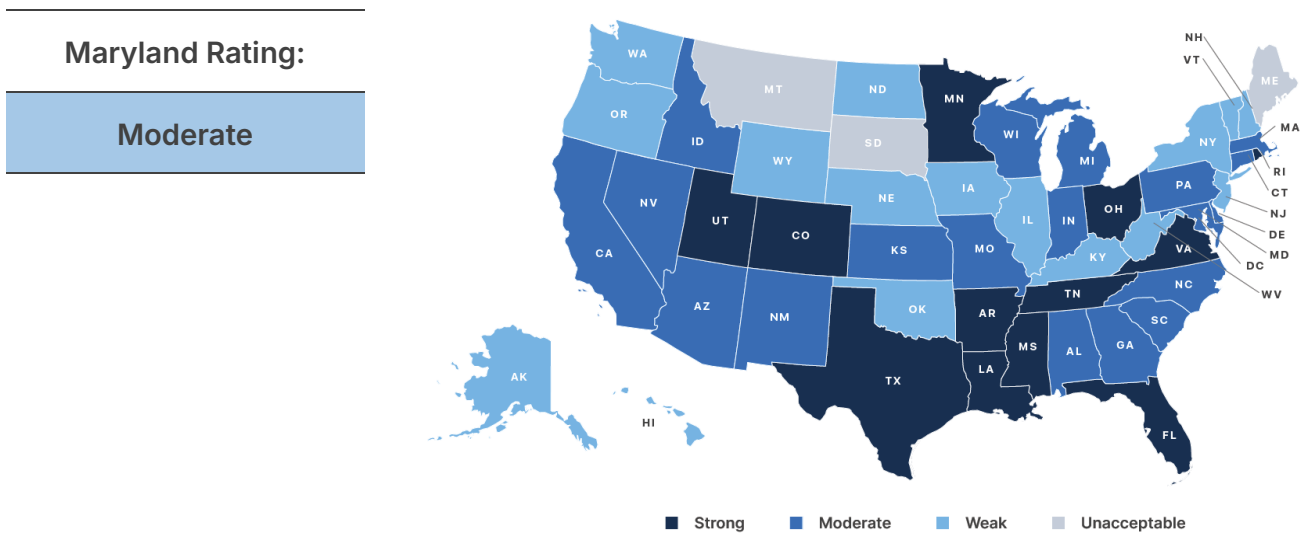 Maryland Rating:
Moderate
NH
VT
WA
MT
ND
MN
ME
OR
ID
SD
WI
MI
NY
MA
WY
RI
IA
NE
PA
CT
NV
UT
CO
IL
IN
OH
NJ
DE
CA
KS
MO
KY
VA
MD
DC
WV
AZ
NM
OK
AR
TN
NC
SC
MS
AL
GA
TX
LA
AK
HI
FL
Strong
Moderate
Weak
Unacceptable